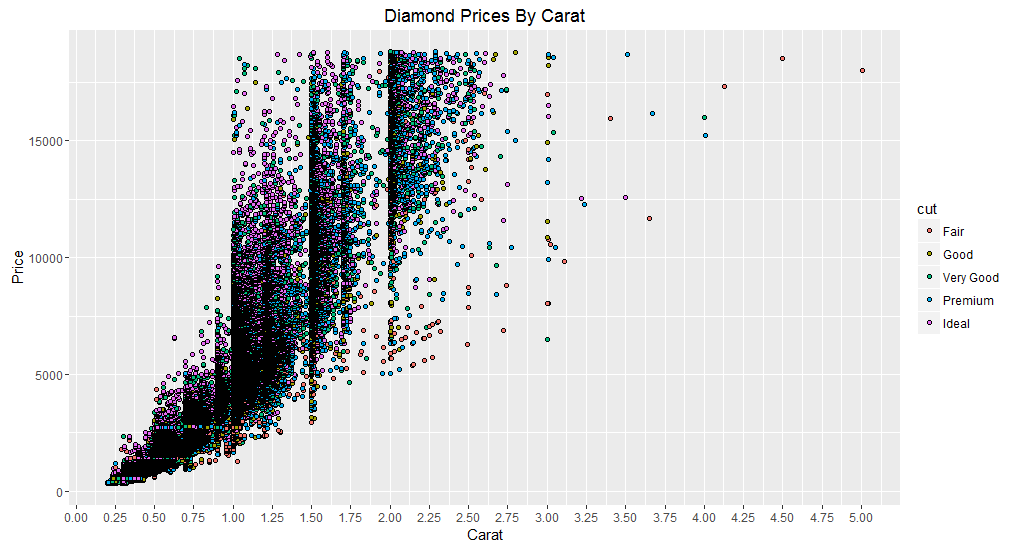 Diamond Prices By Carat
Price
15000
10000
5000
0
0.00 0.25 0.50 0.75 1.00 1.25 1.50 1.75 2.00 2.25 2.50 2.75 3.00 3.25 3.50 3.75 4.00 4.25 4.50 4.75 5.00
Carat
cut
Fair
Good
Very Good
Premium
Ideal